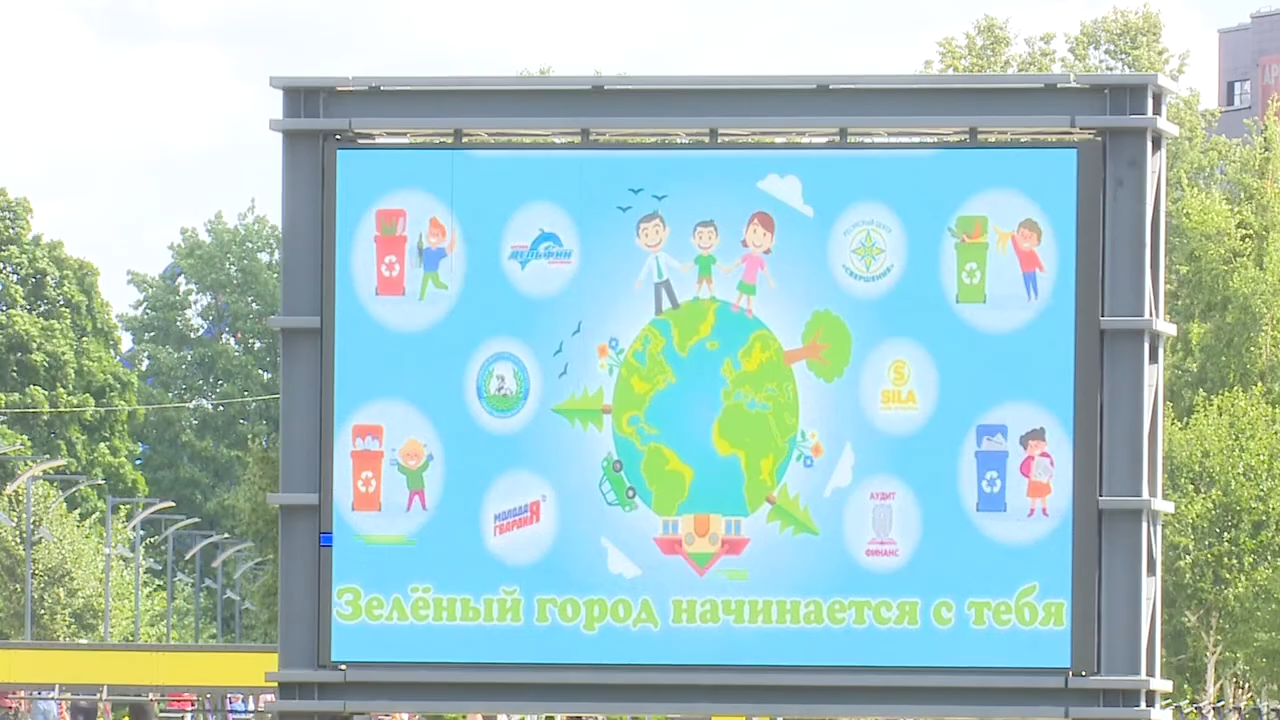 ДЕЛЬФИН
РЕСУРСНЫЙ ЦЕНТР
«СВЕРШЕНИЕ»
SILA
МОЛОДАЯ
ГВАРДИЯ
АУДИТ
ФИНАНС
Зелёный город начинается с тебя